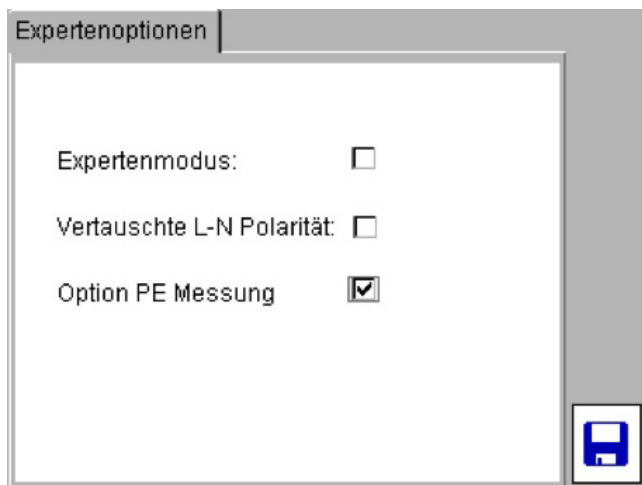 Expertenoptionen
Expertenmodus:
Vertauschte L-N Polarität:
Option PE Messung